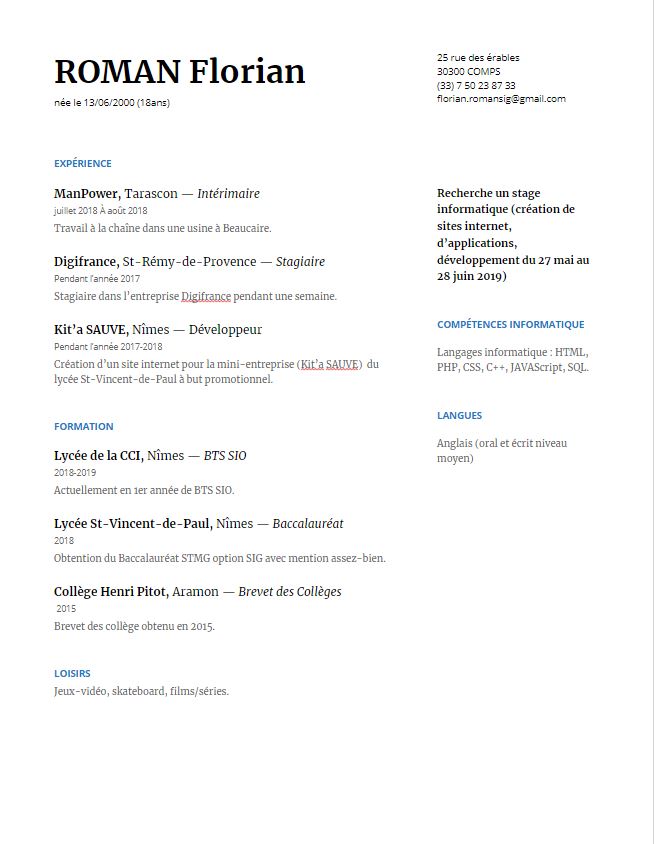 ROMAN Florian
née le 13/06/2000 (18ans)
25 rue des érables
30300 COMPS
(33) 7 50 23 87 33
florian.romansig@gmail.com
EXPÉRIENCE
ManPower, Tarascon — Intérimaire
juillet 2018 À août 2018
Travail à la chaîne dans une usine à Beaucaire.
Digifrance, St-Rémy-de-Provence — Stagiaire
Pendant l'année 2017
Stagiaire dans l'entreprise Digifrance pendant une semaine.
Kit'a SAUVE, Nîmes — Développeur
Pendant l'année 2017-2018
Création d'un site internet pour la mini-entreprise (Kit'a SAUVE) du
lycée St-Vincent-de-Paul à but promotionnel.
FORMATION
Lycée de la CCI, Nîmes — BTS SIO
2018-2019
Actuellement en 1er année de BTS SIO.
Lycée St-Vincent-de-Paul, Nîmes — Baccalauréat
2018
Obtention du Baccalauréat STMG option SIG avec mention assez-bien.
Collège Henri Pitot, Aramon — Brevet des Collèges
2015
Brevet des collège obtenu en 2015.
LOISIRS
Jeux-vidéo, skateboard, films/séries.
Recherche un stage
informatique (création de
sites internet,
d'applications,
développement du 27 mai au
28 juin 2019)
COMPÉTENCES INFORMATIQUE
Langages informatique : HTML,
PHP, CSS, C++, JAVAScript, SQL.
LANGUES
Anglais (oral et écrit niveau
moyen)